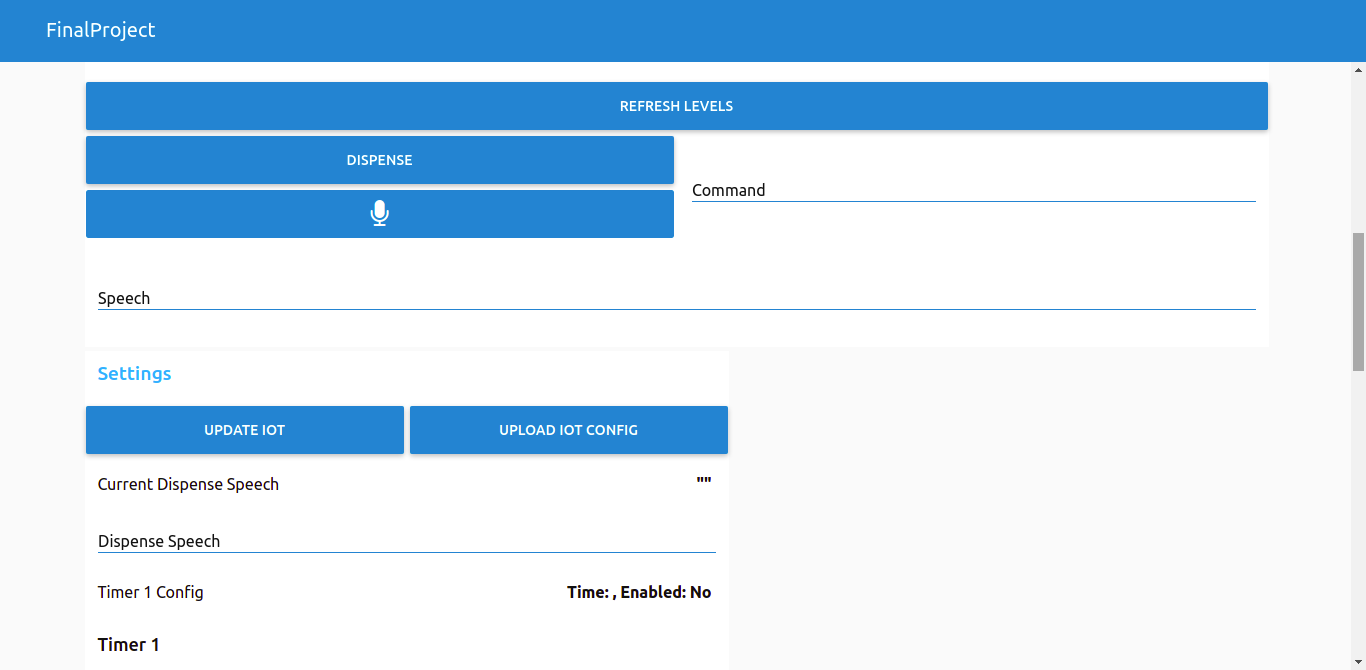 FinalProject
REFRESH LEVELS
DISPENSE
Command
Speech
Settings
UPDATE IOT
UPLOAD IOT CONFIG
Current Dispense Speech
""
Dispense Speech
Timer 1 Config
Time: , Enabled: No
Timer 1